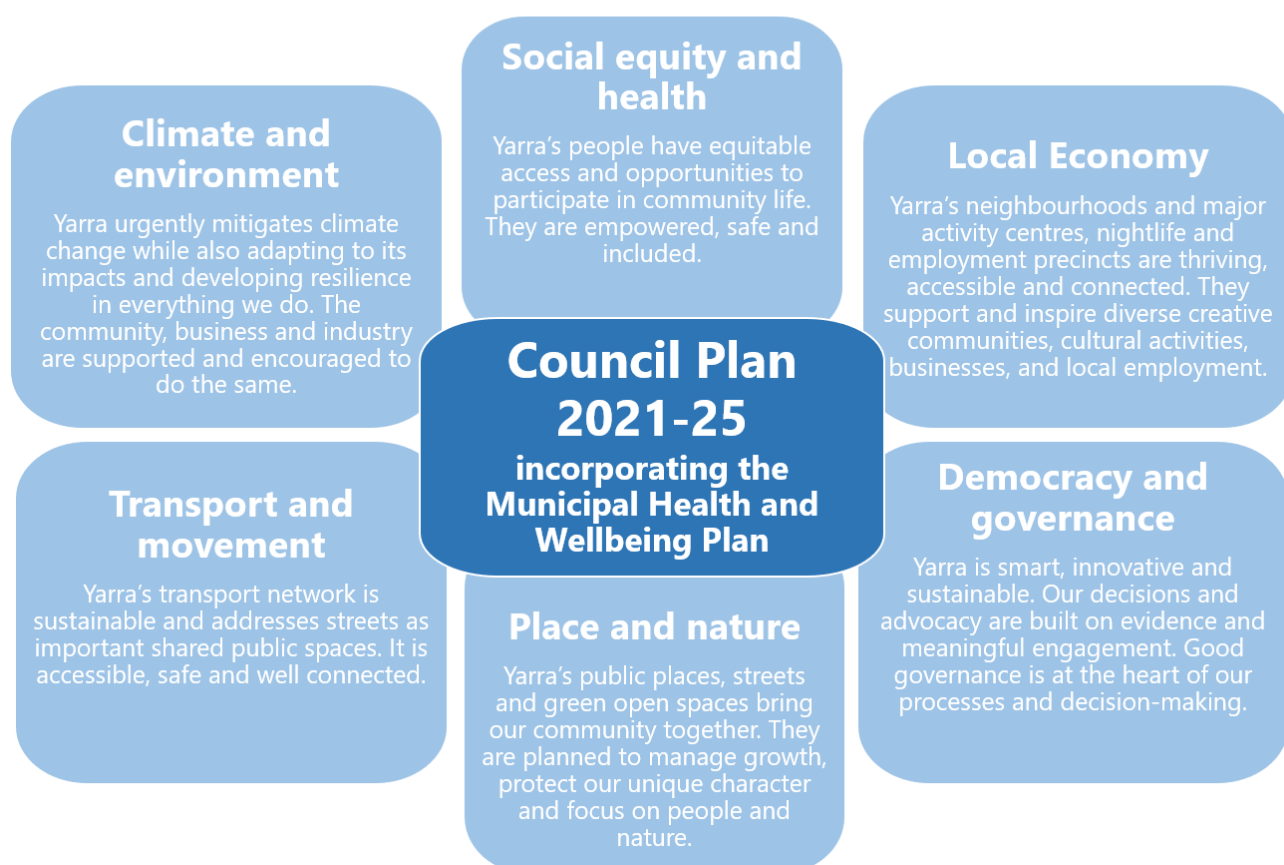 Social equity and
health
Yarra’s people have equitable
access and opportunities to
participate in community life.
They are empowered, safe and
included.
Climate and
environment
Yarra urgently mitigates climate
change while also adapting to its
impacts and developing resilience
in everything we do. The
community, business and industry
are supported and encouraged to
do the same.
Local Economy
Yarra’s neighbourhoods and major
activity centres, nightlife and
employment precincts are thriving,
accessible and connected. They
support and inspire diverse creative
communities, cultural activities,
businesses, and local employment.
Council Plan
2021-25
incorporating the
Municipal Health and
Wellbeing Plan
Transport and
movement
Yarra’s transport network is
sustainable and addresses streets as
important shared public spaces. It is
accessible, safe and well connected.
Place and nature
Yarra’s public places, streets
and green open spaces bring
our community together. They
are planned to manage growth,
protect our unique character
and focus on people and
nature.
Democracy and
governance
Yarra is smart, innovative and
sustainable. Our decisions and
advocacy are built on evidence and
meaningful engagement. Good
governance is at the heart of our
processes and decision-making.